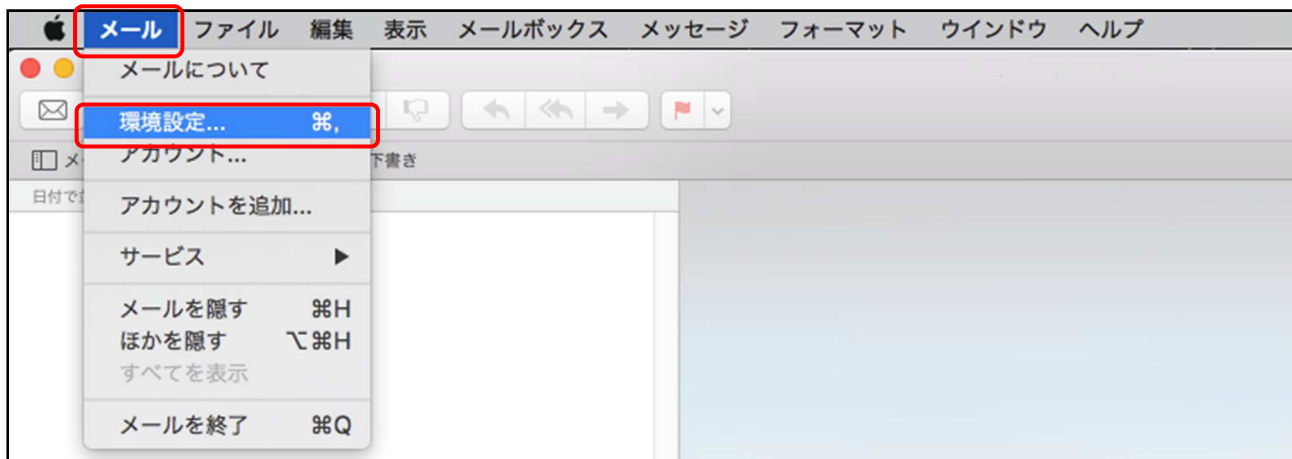 メール ファイル 編集 表示 メールボックス メッセージ フォーマット ウインドウ ヘルプ
メールについて
環境設定... ⌘,
アカウント...
下書き
日付で
アカウントを追加...
サービス ▶
メールを隠す ⌘H
ほかを隠す ⌥⌘H
すべてを表示
メールを終了 ⌘Q